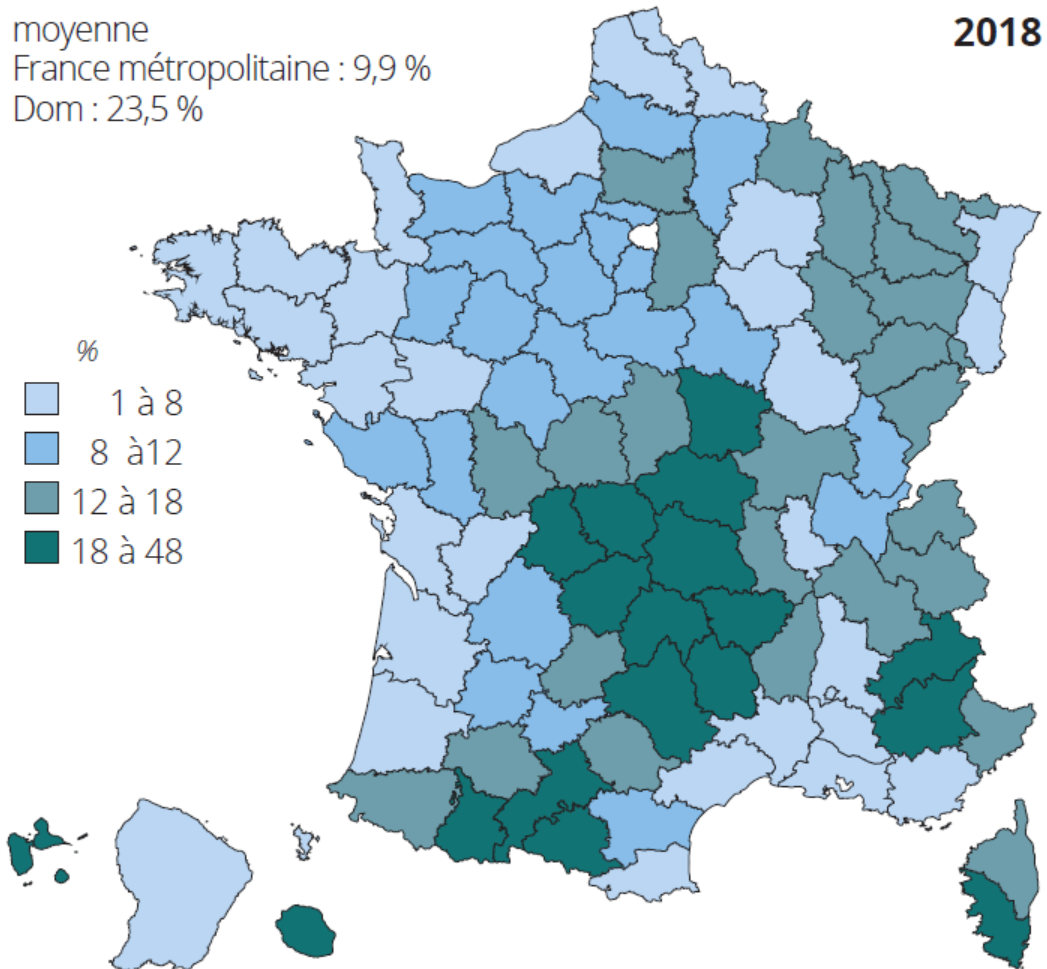 moyenne
France métropolitaine : 9,9 %
Dom : 23,5 %
2018
%
1 à 8
8 à12
12 à 18
18 à 48